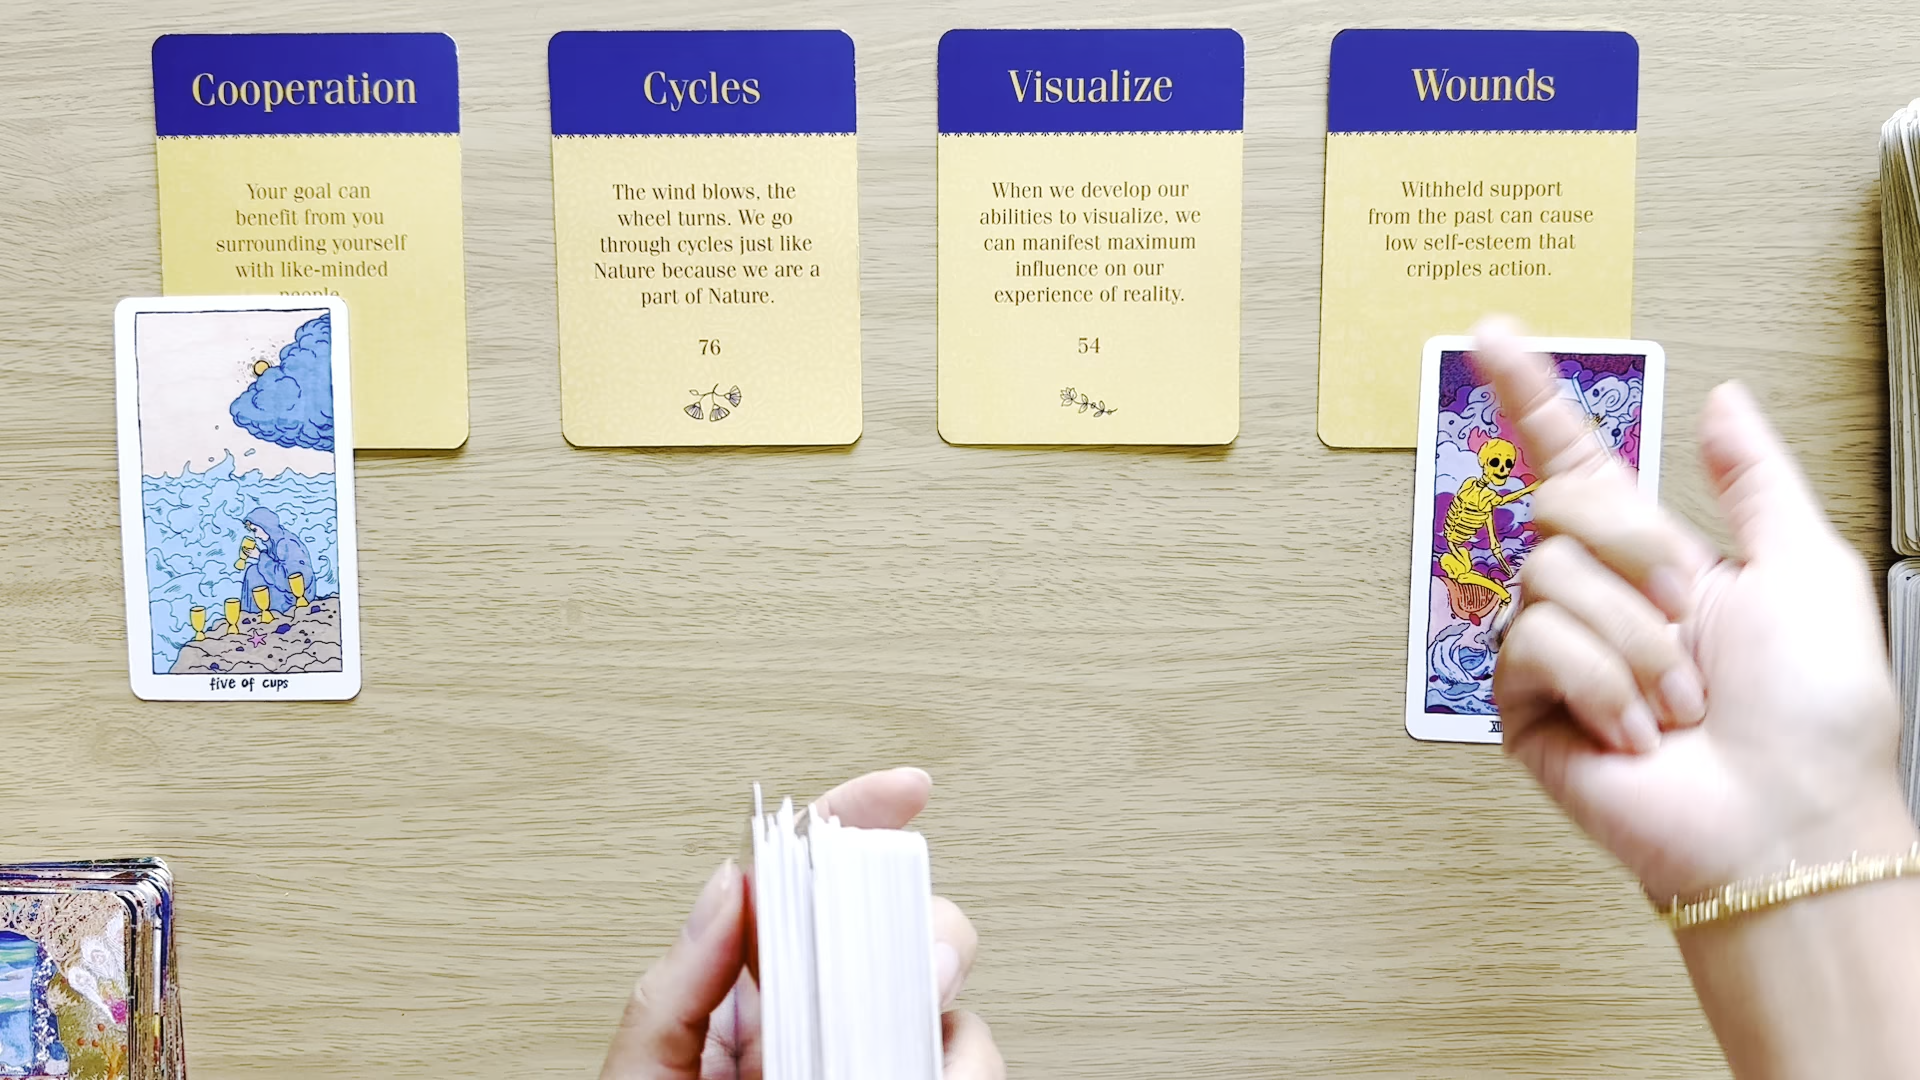 Cooperation
Your goal can
benefit from you
surrounding yourself
with like-minded
people.
five of cups
Cycles
The wind blows, the
wheel turns. We go
through cycles just like
Nature because we are a
part of Nature.
76
Visualize
When we develop our
abilities to visualize, we
can manifest maximum
influence on our
experience of reality.
54
Wounds
Withheld support
from the past can cause
low self-esteem that
cripples action.